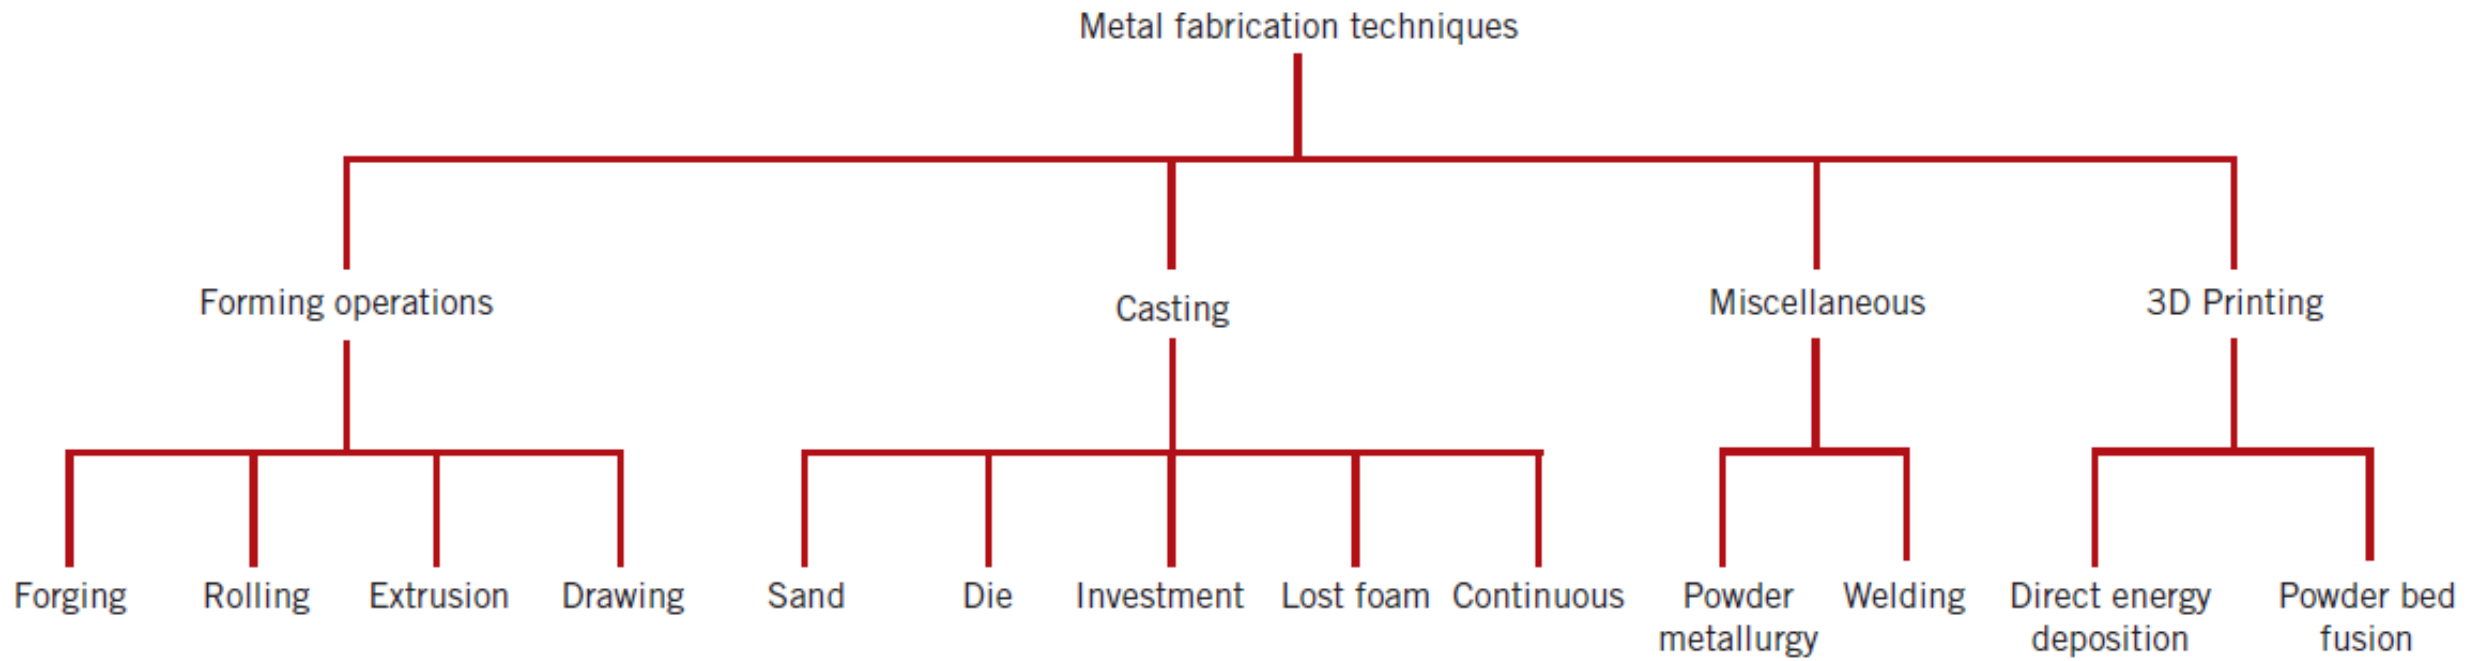 Metal fabrication techniques
Forming operations
Casting
Miscellaneous
3D Printing
Forging
Rolling
Extrusion
Drawing
Sand
Die
Investment
Lost foam
Continuous
Powder
metallurgy
Welding
Direct energy
deposition
Powder bed
fusion